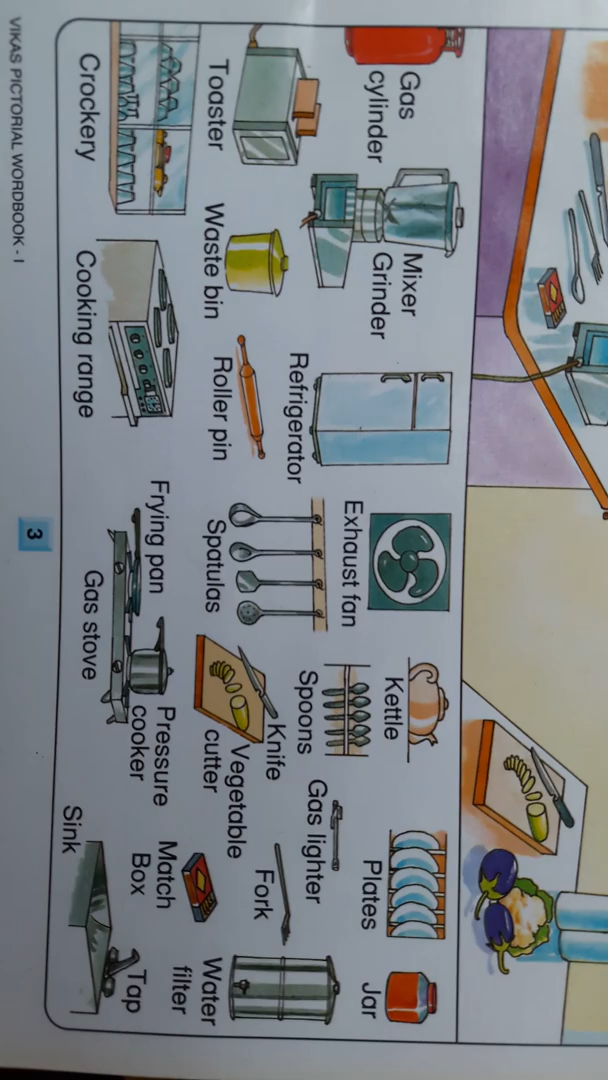 Gas
cylinder
Mixer
Grinder
Refrigerator
Exhaust fan
Kettle
Plates
Jar
Toaster
Waste bin
Roller pin
Spatulas
Spoons
Knife
Vegetable
cutter
Gas lighter
Fork
Water
filter
Crockery
Cooking range
Frying pan
Gas stove
Pressure
cooker
Match
Box
Sink
Tap
VIKAS PICTORIAL WORDBOOK - I
3